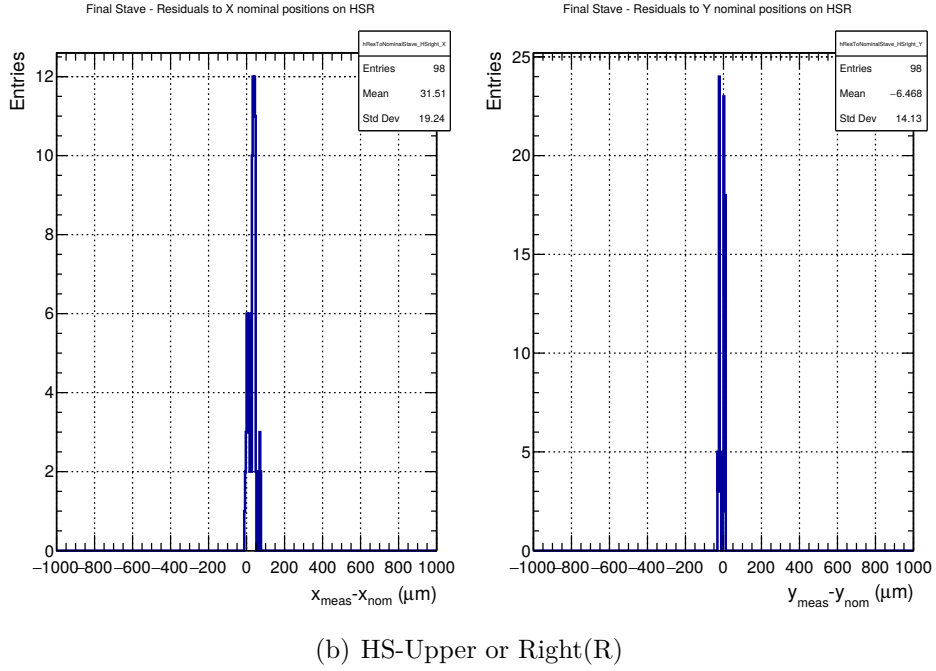 Final Stave - Residuals to X nominal positions on HSR
hResToNominalStave_HSright_X
Entries 98
Mean 31.51
Std Dev 19.24
Entries
12
10
8
6
4
2
0
−1000−800−600−400−200 0 200 400 600 800 1000
x_meas-x_nom (μm)
Final Stave - Residuals to Y nominal positions on HSR
hResToNominalStave_HSright_Y
Entries 98
Mean −6.468
Std Dev 14.13
Entries
25
20
15
10
5
0
−1000−800−600−400−200 0 200 400 600 800 1000
y_meas-y_nom (μm)
(b) HS-Upper or Right(R)